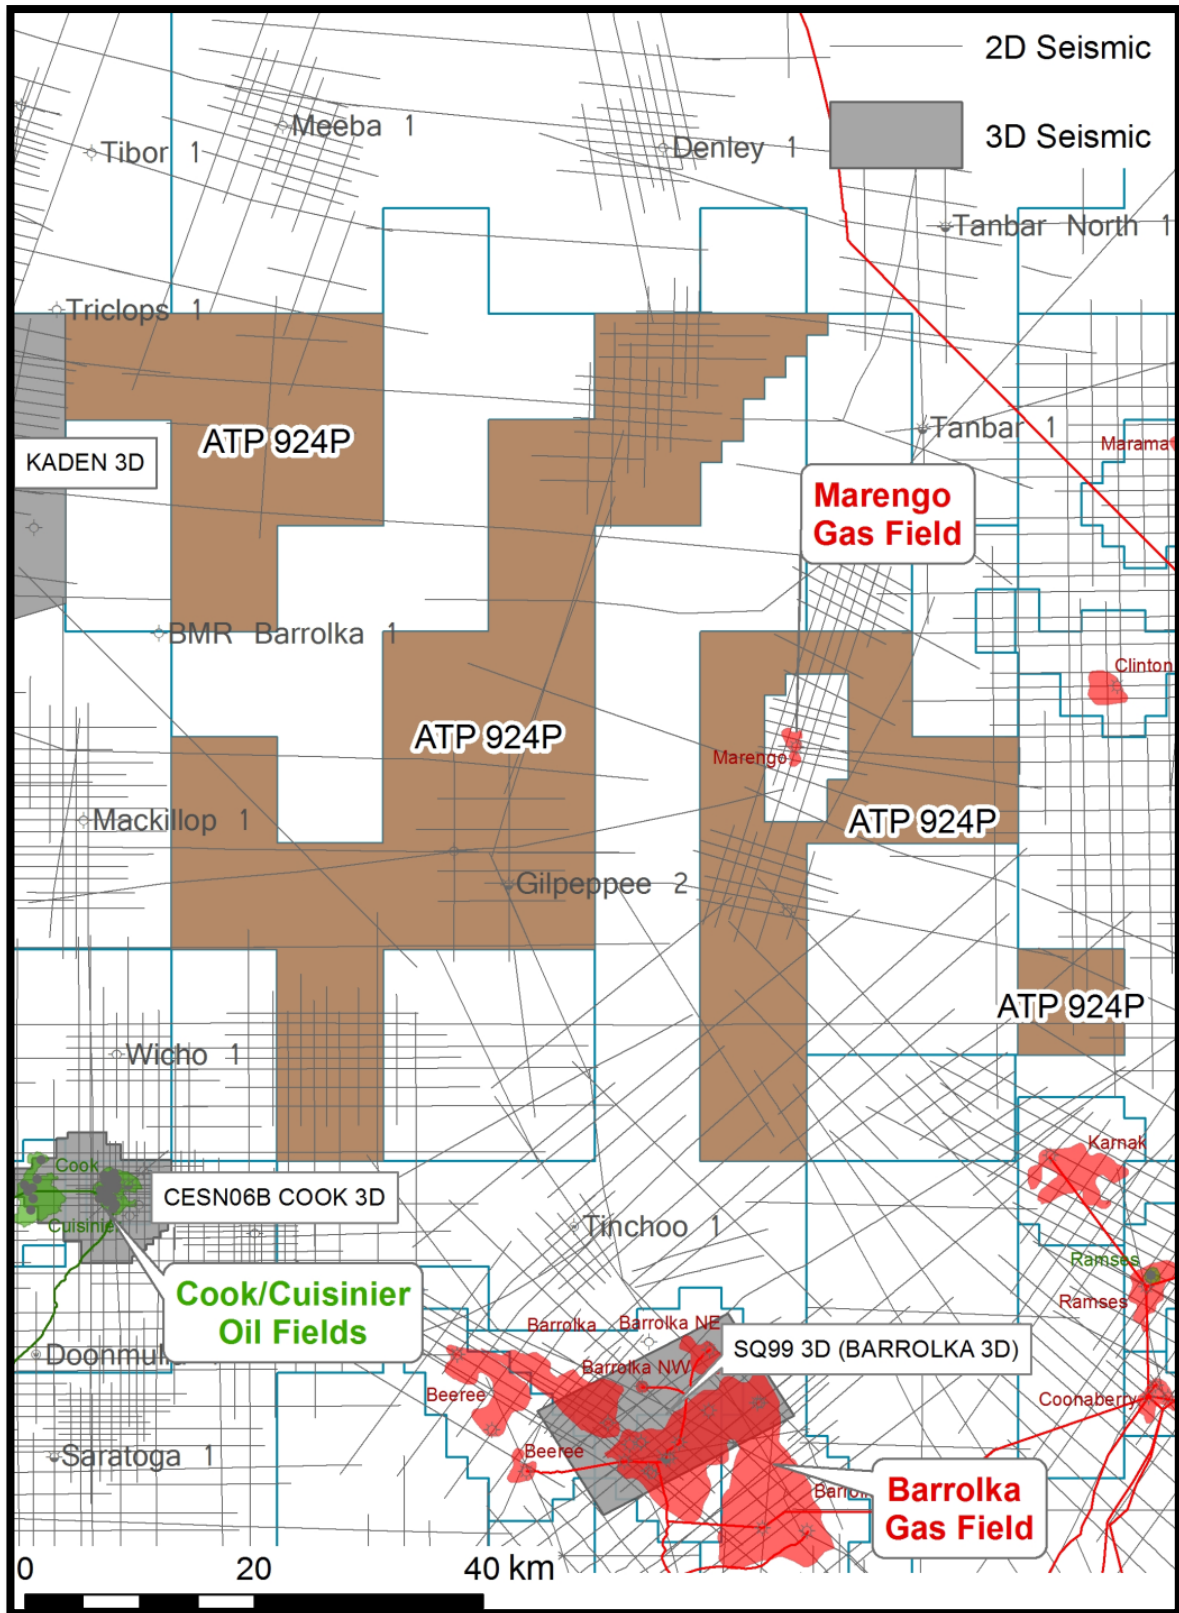 2D Seismic
Meeba 1
3D Seismic
Tibor 1
Denley 1
Tanbar North 1
Triclops 1
Tanbar 1
ATP 924P
Marama
KADEN 3D
Marengo
Gas Field
BMR Barrolka 1
Clinton
ATP 924P
Marengo
Mackillop 1
ATP 924P
Gilpeppee 2
ATP 924P
Wicho 1
Karnak
Cook
CESN06B COOK 3D
Cuisinie
Tinchoo 1
Ramses
Cook/Cuisinier
Oil Fields
Ramses
Barrolka
Barrolka NE
SQ99 3D (BARROLKA 3D)
Doonmul
Barrolka NW
Beeree
Coonaberry
Saratoga 1
Beeree
Barro
Barrolka
Gas Field
0 20 40 km